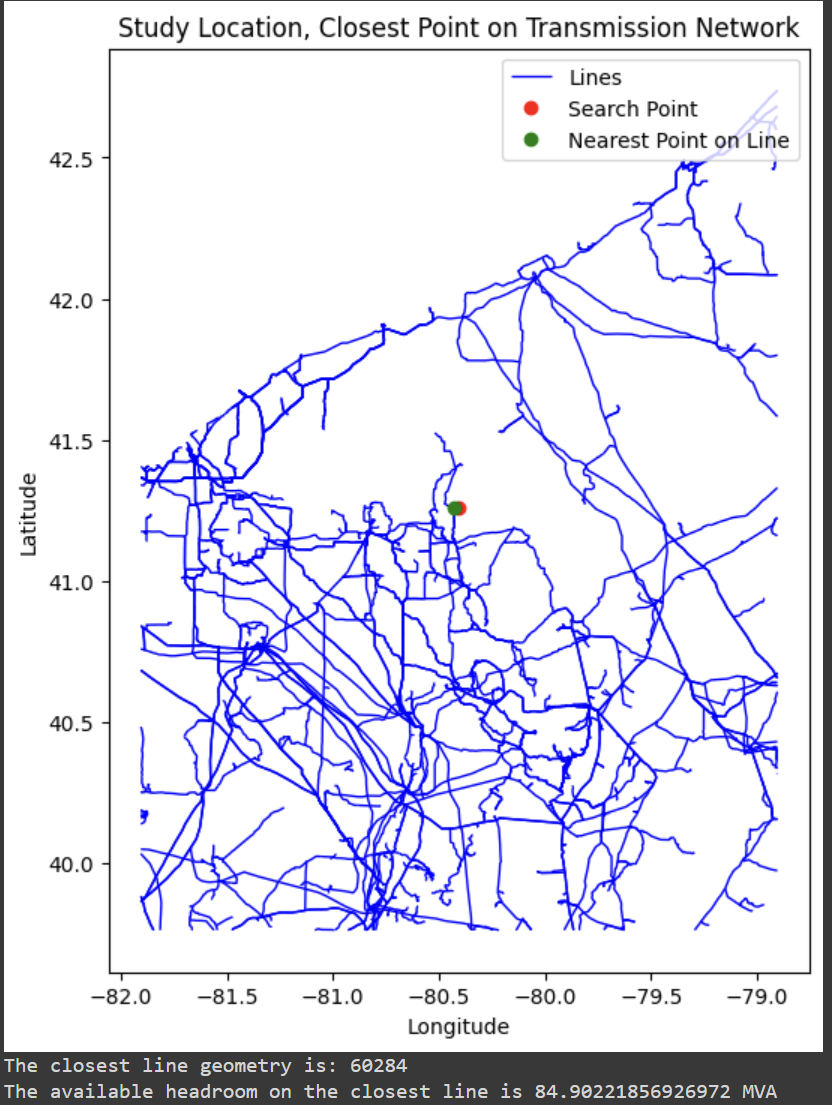 Study Location, Closest Point on Transmission Network
Lines
Search Point
Nearest Point on Line
42.5
42.0
41.5
41.0
40.5
40.0
Latitude
−82.0 −81.5 −81.0 −80.5 −80.0 −79.5 −79.0
Longitude
The closest line geometry is: 60284
The available headroom on the closest line is 84.90221856926972 MVA